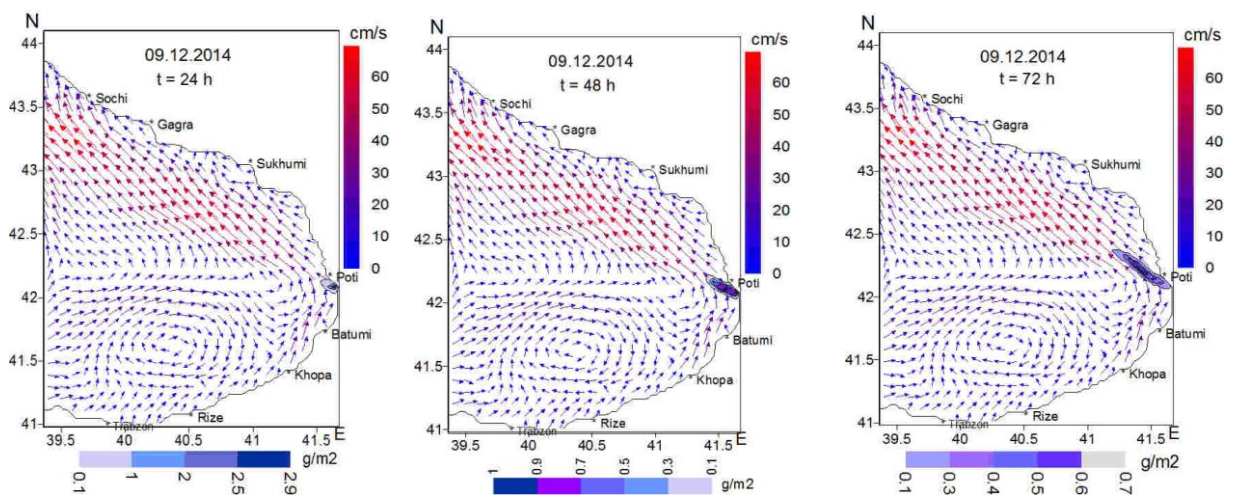 N
cm/s
44
09.12.2014
t = 24 h
60
43.5
Sochi
50
Gagra
40
43
Sukhumi
30
20
42.5
10
0
Poti
42
Batumi
41.5
Khopa
Rize
41
Trabzon
39.5 40 40.5 41 41.5 E
g/m2
0.1 1 2 2.5 2.9
N
cm/s
44
09.12.2014
t = 48 h
60
43.5
Sochi
50
Gagra
40
43
Sukhumi
30
20
42.5
10
0
Poti
42
Batumi
41.5
Khopa
Rize
41
Trabzon
39.5 40 40.5 41 41.5 E
1 0.9 0.7 0.5 0.3 0.1
g/m2
N
cm/s
44
09.12.2014
t = 72 h
60
43.5
Sochi
50
Gagra
40
43
Sukhumi
30
20
42.5
10
0
Poti
42
Batumi
41.5
Khopa
Rize
41
Trabzon
39.5 40 40.5 41 41.5 E
g/m2
0.1 0.3 0.4 0.5 0.6 0.7